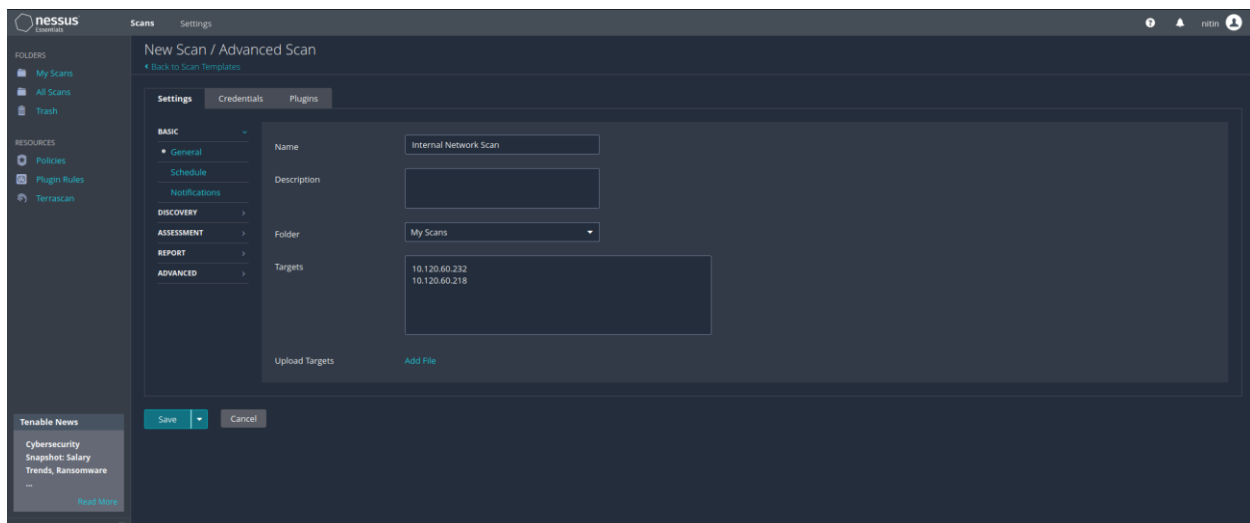 nessus
Essentials
Scans Settings
? nitin
FOLDERS
My Scans
All Scans
Trash
RESOURCES
Policies
Plugin Rules
Terrascan
Tenable News
Cybersecurity
Snapshot: Salary
Trends, Ransomware
...
Read More
New Scan / Advanced Scan
Back to Scan Templates
Settings Credentials Plugins
BASIC
General
Schedule
Notifications
DISCOVERY
ASSESSMENT
REPORT
ADVANCED
Name Internal Network Scan
Description
Folder My Scans
Targets 10.120.60.232
10.120.60.218
Upload Targets Add File
Save Cancel